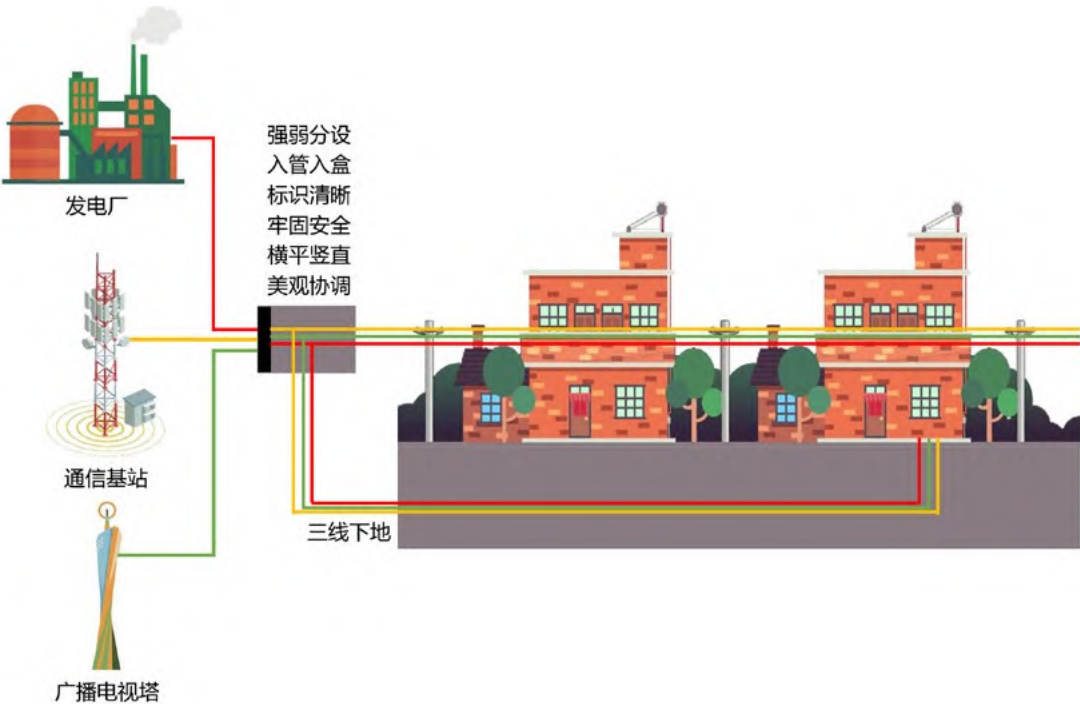 发电厂
强弱分设
入管入盒
标识清晰
牢固安全
横平竖直
美观协调
通信基站
三线下地
广播电视塔